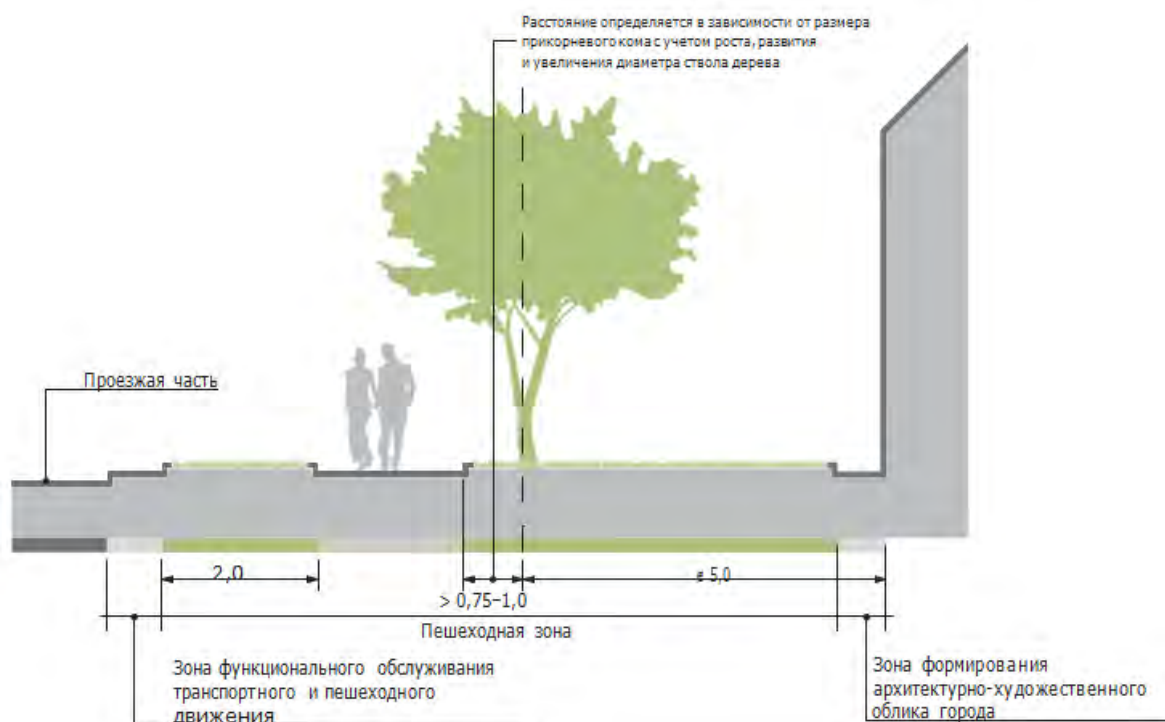 Расстояние определяется в зависимости от размера
прикорневого кома с учетом роста, развития
и увеличения диаметра ствола дерева
Проезжая часть
2,0
> 0,75–1,0
5,0
Пешеходная зона
Зона функционального обслуживания
транспортного и пешеходного
движения
Зона формирования
архитектурно-художественного
облика города